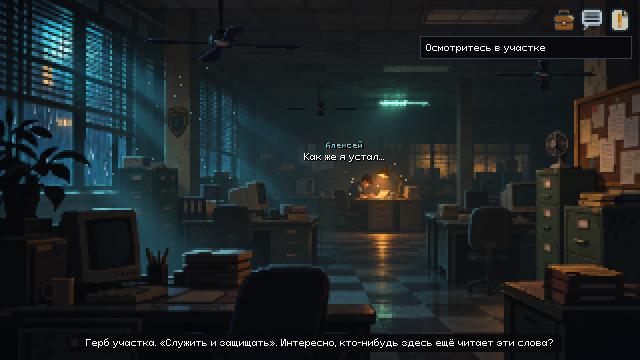 Осмотритесь в участке
Алексей
Как же я устал...
Герб участка. «Служить и защищать». Интересно, кто-нибудь здесь ещё читает эти слова?